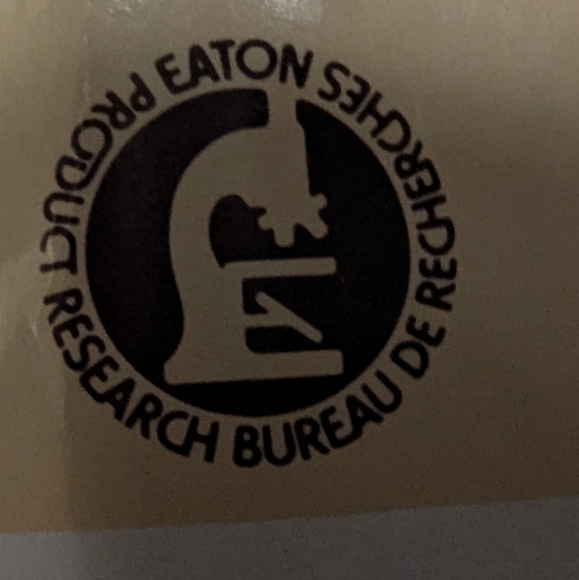 EATON
PRODUCT RESEARCH
BUREAU DE RECHERCHES